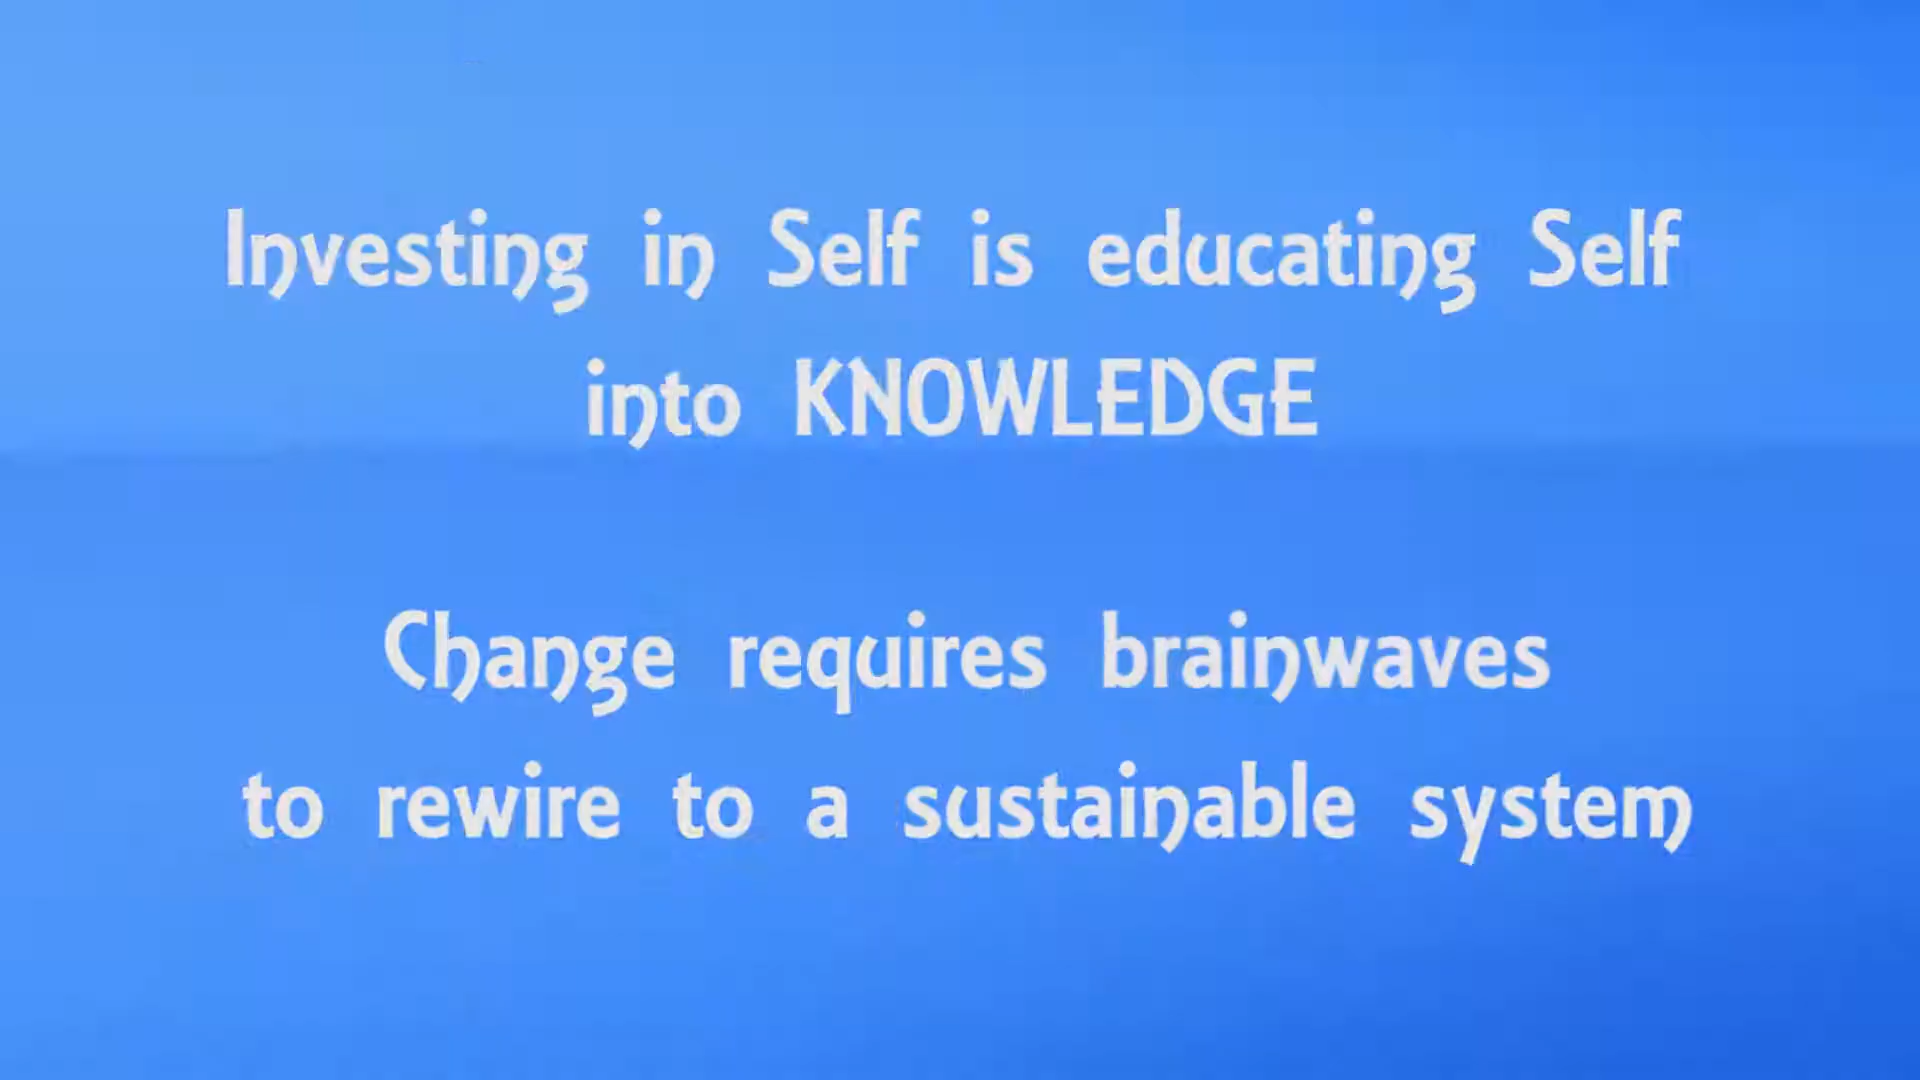 Investing in Self is educating Self
into KNOWLEDGE
Change requires brainwaves
to rewire to a sustainable system